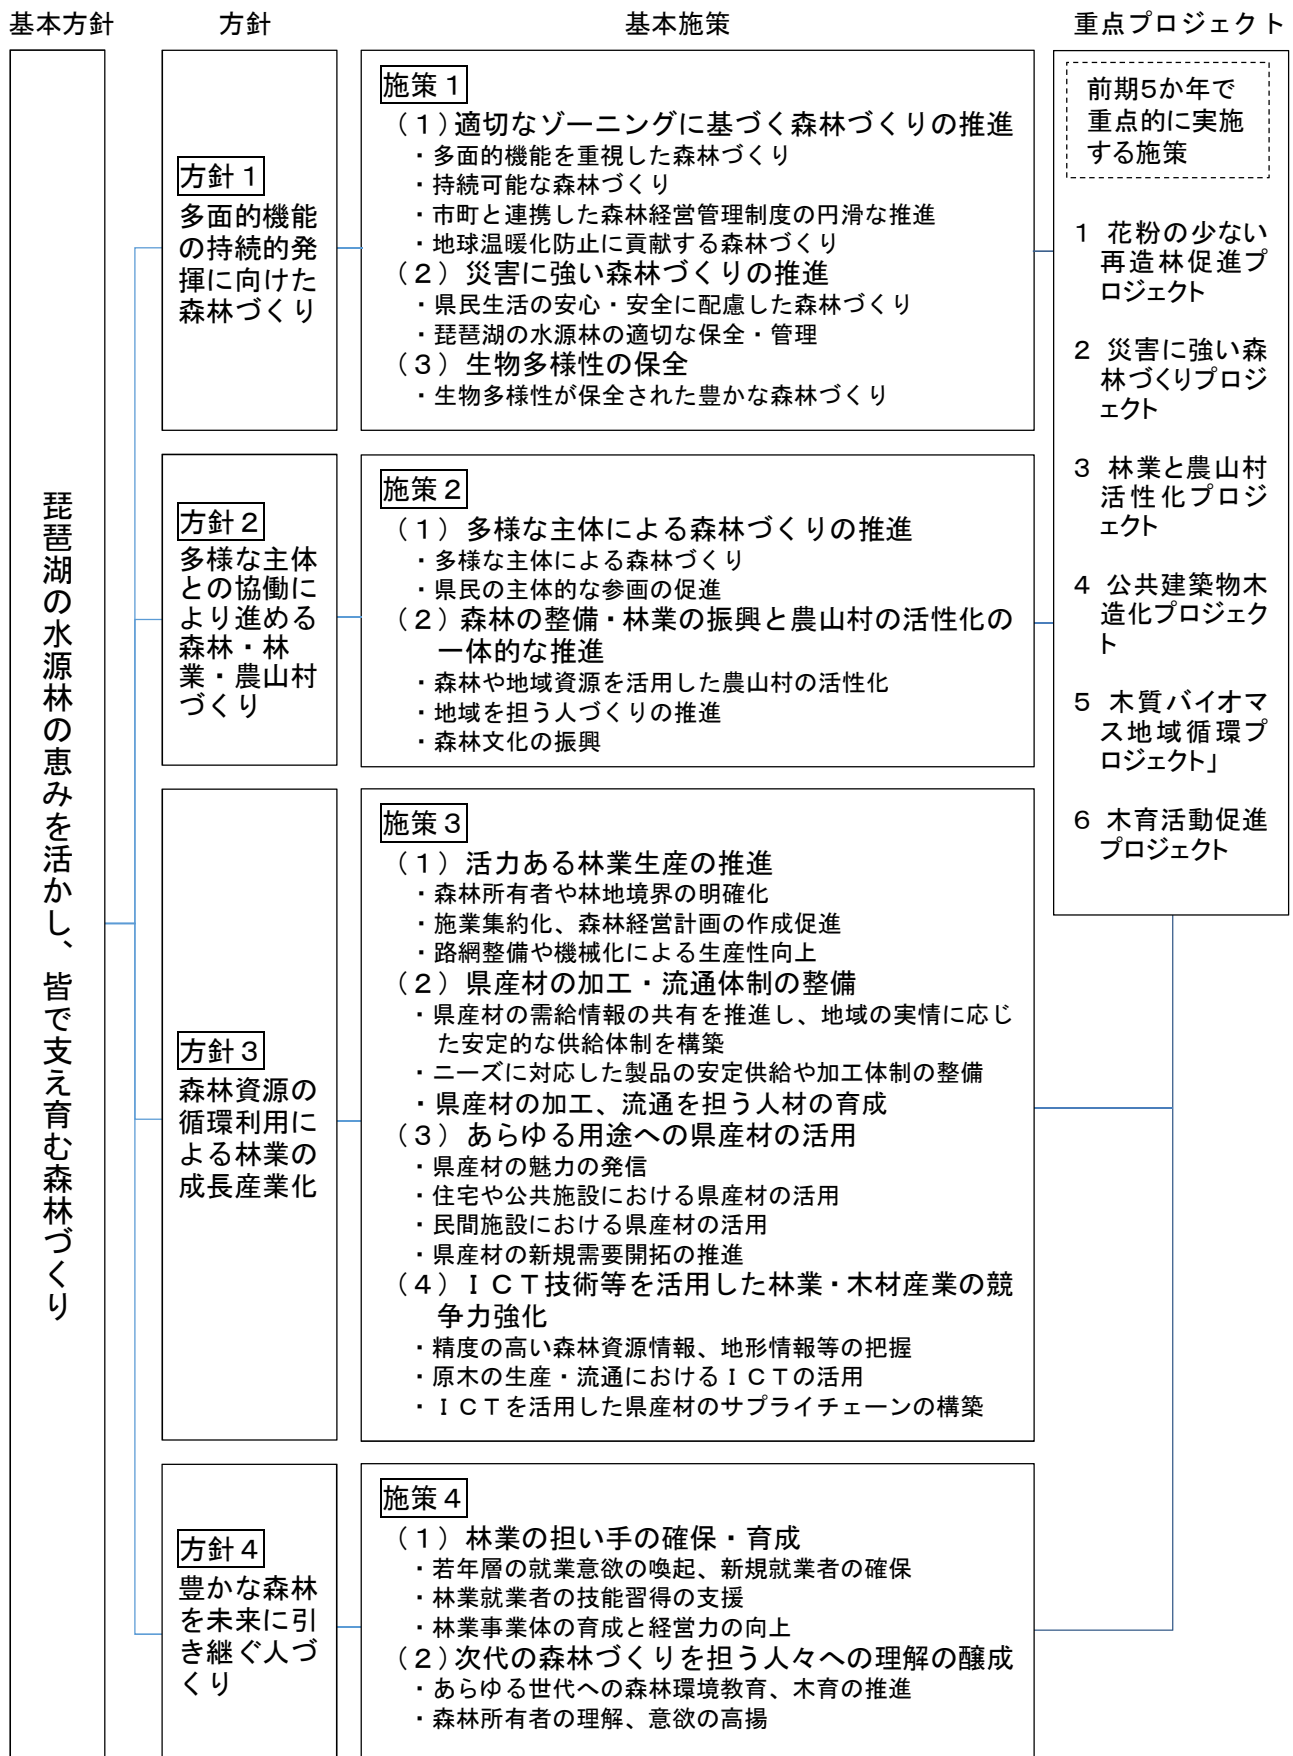 基本方針
方針
基本施策
重点プロジェクト
琵琶湖の水源林の恵みを活かし、皆で支え育む森林づくり
方針１
多面的機能
の持続的発
揮に向けた
森林づくり
施策１
（１）適切なゾーニングに基づく森林づくりの推進
・多面的機能を重視した森林づくり
・持続可能な森林づくり
・市町と連携した森林経営管理制度の円滑な推進
・地球温暖化防止に貢献する森林づくり
（２）災害に強い森林づくりの推進
・県民生活の安心・安全に配慮した森林づくり
・琵琶湖の水源林の適切な保全・管理
（３）生物多様性の保全
・生物多様性が保全された豊かな森林づくり
方針２
多様な主体
との協働に
より進める
森林・林
業・農山村
づくり
施策２
（１）多様な主体による森林づくりの推進
・多様な主体による森林づくり
・県民の主体的な参画の促進
（２）森林の整備・林業の振興と農山村の活性化の
一体的な推進
・森林や地域資源を活用した農山村の活性化
・地域を担う人づくりの推進
・森林文化の振興
方針３
森林資源の
循環利用に
よる林業の
成長産業化
施策３
（１）活力ある林業生産の推進
・森林所有者や林地境界の明確化
・施業集約化、森林経営計画の作成促進
・路網整備や機械化による生産性向上
（２）県産材の加工・流通体制の整備
・県産材の需給情報の共有を推進し、地域の実情に応じ
た安定的な供給体制を構築
・ニーズに対応した製品の安定供給や加工体制の整備
・県産材の加工、流通を担う人材の育成
（３）あらゆる用途への県産材の活用
・県産材の魅力の発信
・住宅や公共施設における県産材の活用
・民間施設における県産材の活用
・県産材の新規需要開拓の推進
（４）ＩＣＴ技術等を活用した林業・木材産業の競
争力強化
・精度の高い森林資源情報、地形情報等の把握
・原木の生産・流通におけるＩＣＴの活用
・ＩＣＴを活用した県産材のサプライチェーンの構築
方針４
豊かな森林
を未来に引
き継ぐ人づ
くり
施策４
（１）林業の担い手の確保・育成
・若年層の就業意欲の喚起、新規就業者の確保
・林業就業者の技能習得の支援
・林業事業体の育成と経営力の向上
（２）次代の森林づくりを担う人々への理解の醸成
・あらゆる世代への森林環境教育、木育の推進
・森林所有者の理解、意欲の高揚
前期5か年で
重点的に実施
する施策
１ 花粉の少ない
再造林促進プ
ロジェクト
２ 災害に強い森
林づくりプロジ
ェクト
３ 林業と農山村
活性化プロジ
ェクト
４ 公共建築物木
造化プロジェク
ト
５ 木質バイオマ
ス地域循環プ
ロジェクト」
６ 木育活動促進
プロジェクト